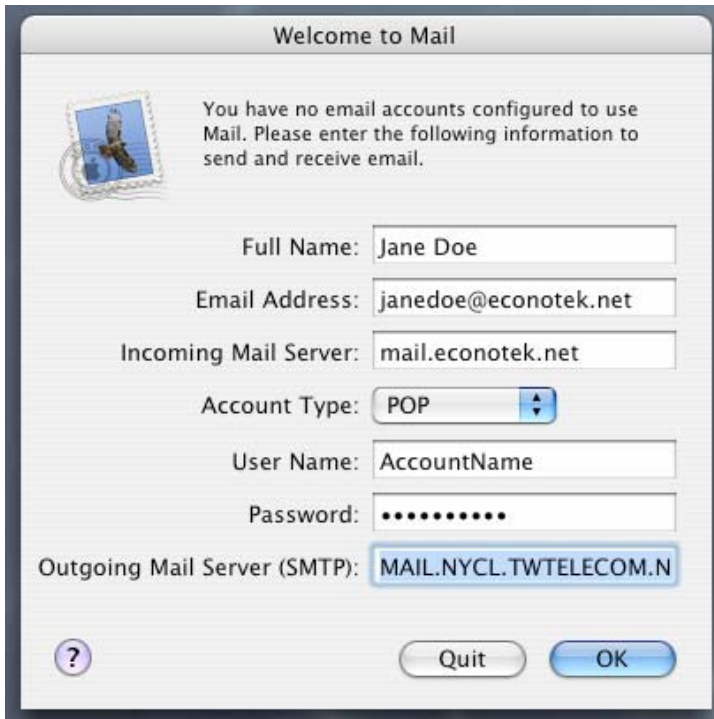 Welcome to Mail
You have no email accounts configured to use
Mail. Please enter the following information to
send and receive email.
Full Name: Jane Doe
Email Address: janedoe@econotek.net
Incoming Mail Server: mail.econotek.net
Account Type: POP
User Name: AccountName
Password: ••••••••••
Outgoing Mail Server (SMTP): MAIL.NYCL.TWTELECOM.N
? Quit OK